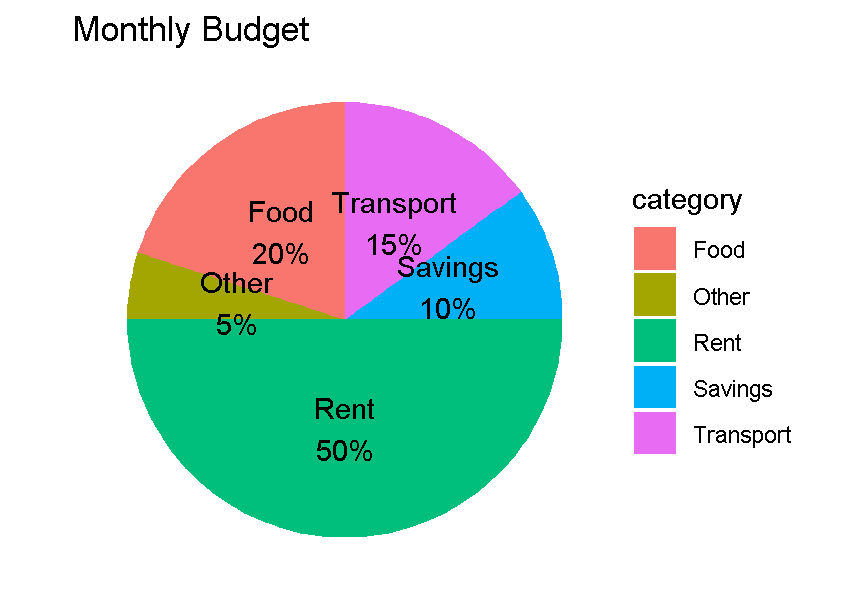 Monthly Budget
Food
20%
Transport
15%
Savings
10%
Other
5%
Rent
50%
category
Food
Other
Rent
Savings
Transport